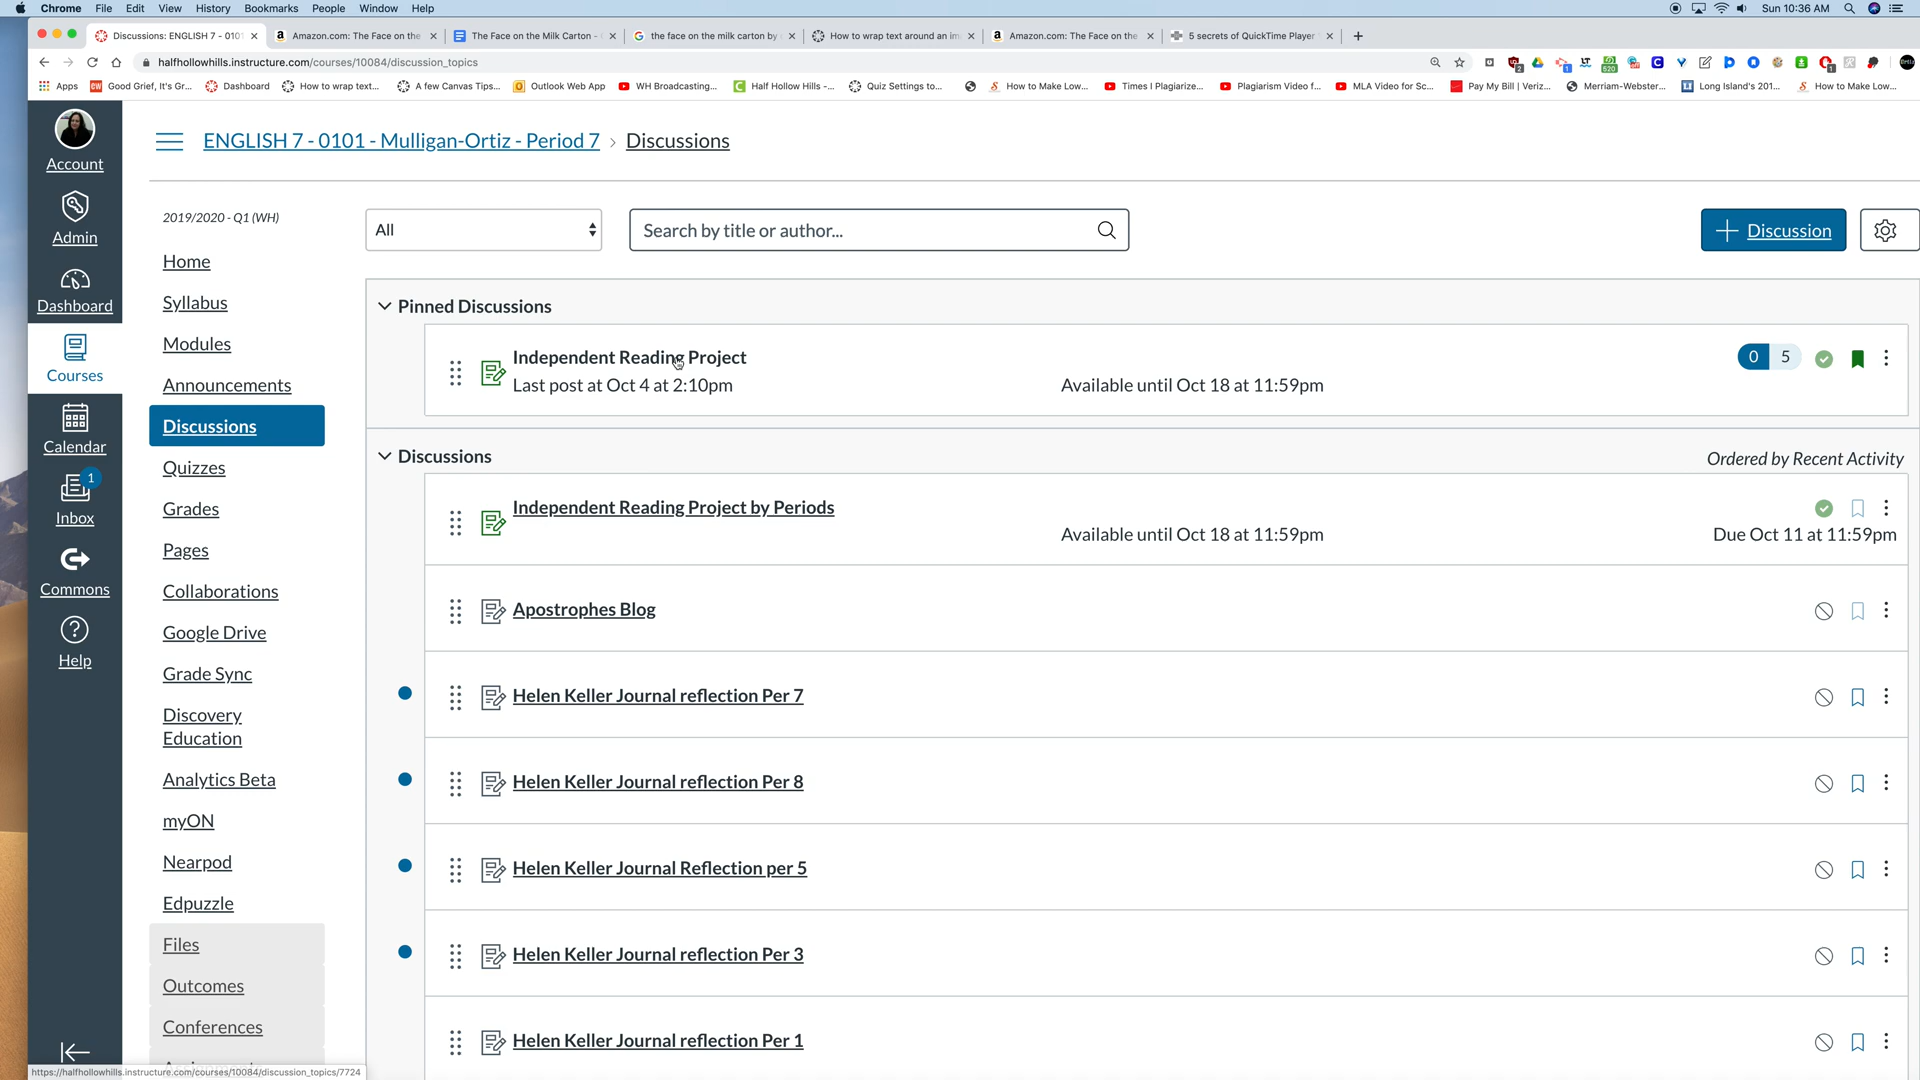 Chrome File Edit View History Bookmarks People Window Help
Sun 10:36 AM
Discussions: ENGLISH 7 - 0101
Amazon.com: The Face on the
The Face on the Milk Carton -
the face on the milk carton by
How to wrap text around an im
Amazon.com: The Face on the
5 secrets of QuickTime Player
halfhollowhills.instructure.com/courses/10084/discussion_topics
Apps
Good Grief, It's Gr...
Dashboard
How to wrap text...
A few Canvas Tips...
Outlook Web App
WH Broadcasting...
Half Hollow Hills -...
Quiz Settings to...
How to Make Low...
Times I Plagiarize...
Plagiarism Video f...
MLA Video for Sc...
Pay My Bill | Veriz...
Merriam-Webster...
Long Island's 201...
How to Make Low...
Account
Admin
Dashboard
Courses
Calendar
1
Inbox
Commons
Help
ENGLISH 7 - 0101 - Mulligan-Ortiz - Period 7 › Discussions
2019/2020 - Q1 (WH)
Home
Syllabus
Modules
Announcements
Discussions
Quizzes
Grades
Pages
Collaborations
Google Drive
Grade Sync
Discovery
Education
Analytics Beta
myON
Nearpod
Edpuzzle
Files
Outcomes
Conferences
All
Search by title or author...
Discussion
Pinned Discussions
Independent Reading Project
0 5
Last post at Oct 4 at 2:10pm
Available until Oct 18 at 11:59pm
Discussions
Ordered by Recent Activity
Independent Reading Project by Periods
Available until Oct 18 at 11:59pm
Due Oct 11 at 11:59pm
Apostrophes Blog
Helen Keller Journal reflection Per 7
Helen Keller Journal reflection Per 8
Helen Keller Journal Reflection per 5
Helen Keller Journal reflection Per 3
Helen Keller Journal reflection Per 1
https://halfhollowhills.instructure.com/courses/10084/discussion_topics/7724